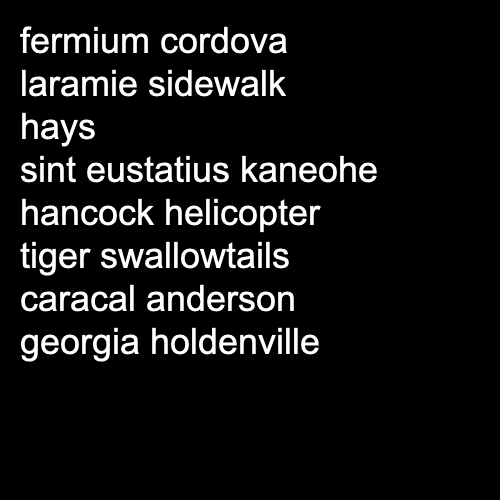 fermium cordova
laramie sidewalk
hays
sint eustatius kaneohe
hancock helicopter
tiger swallowtails
caracal anderson
georgia holdenville